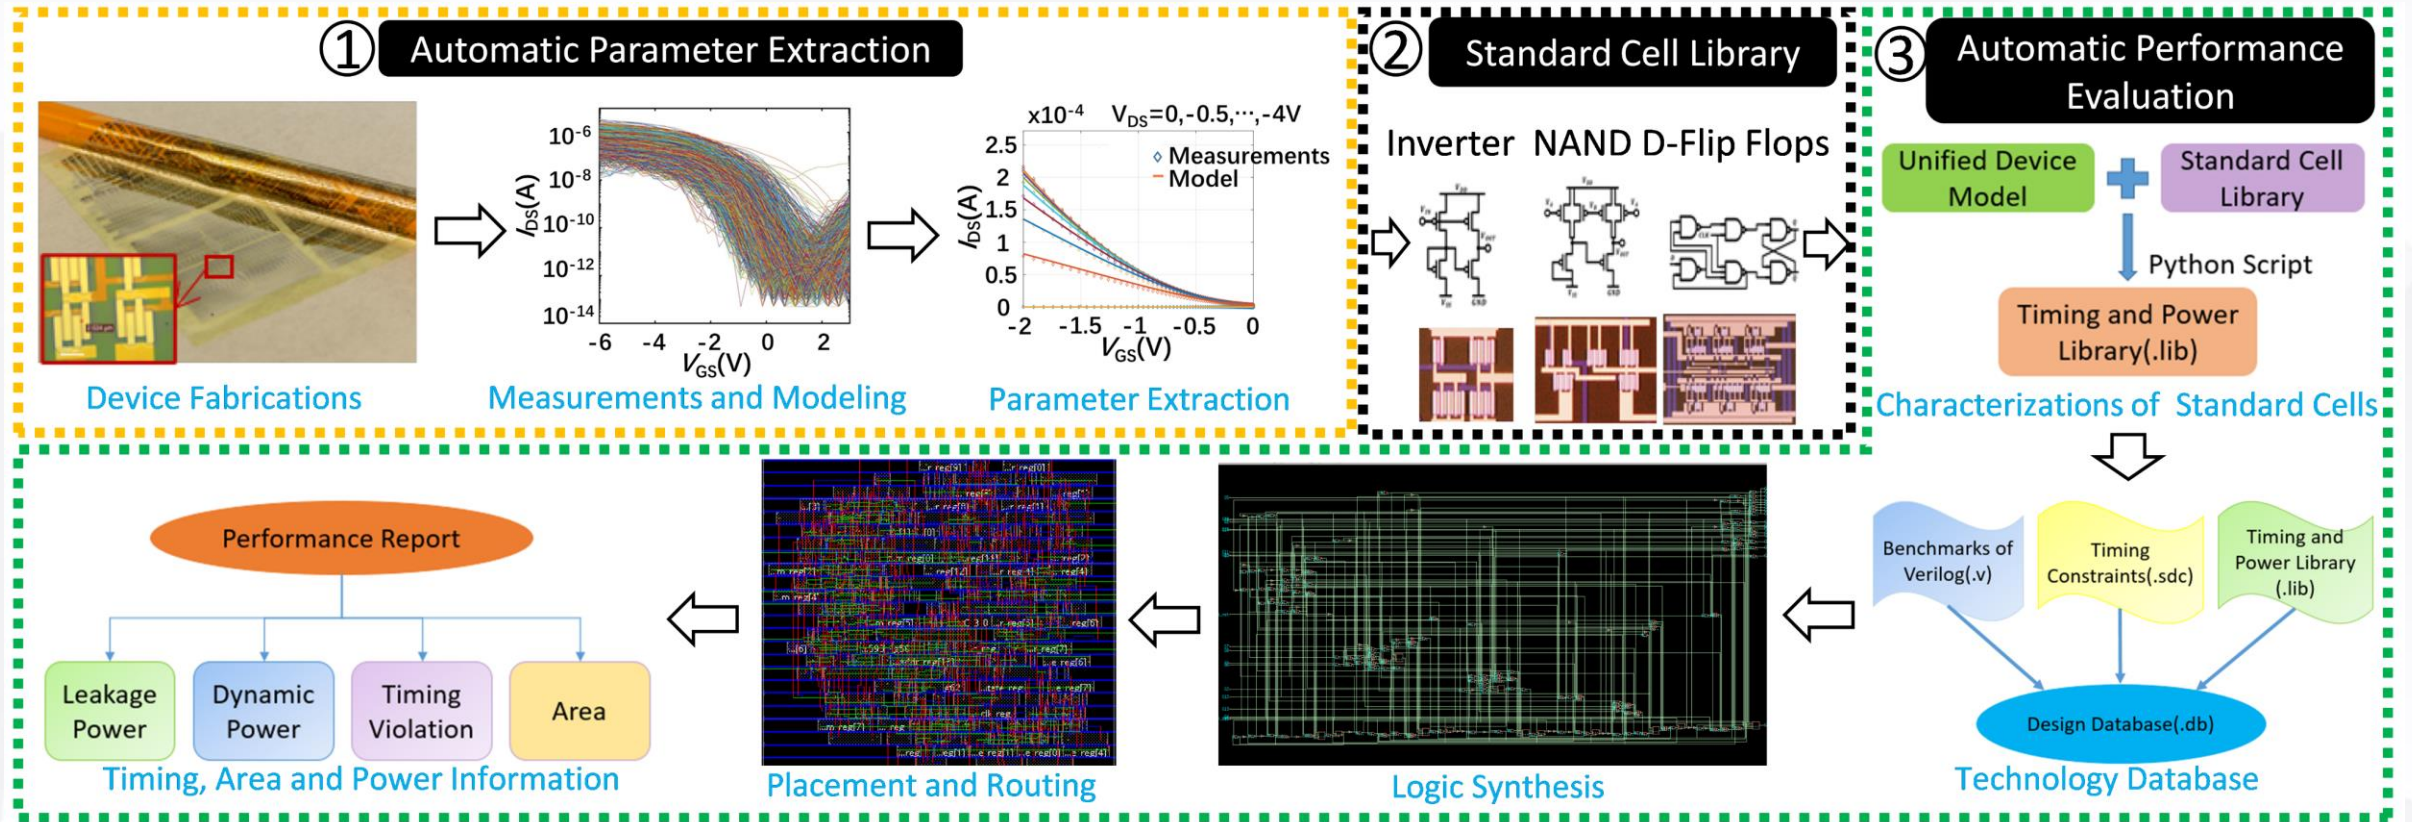 ① Automatic Parameter Extraction
10⁻⁶
10⁻⁸
10⁻¹⁰
10⁻¹²
10⁻¹⁴
I_DS(A)
-6 -4 -2 0 2
V_GS(V)
x10⁻⁴ V_DS=0,-0.5,···,-4V
2.5
2
1.5
1
0.5
0
I_DS(A)
Measurements
Model
-2 -1.5 -1 -0.5 0
V_GS(V)
Device Fabrications
Measurements and Modeling
Parameter Extraction
② Standard Cell Library
Inverter NAND D-Flip Flops
③ Automatic Performance
Evaluation
Unified Device
Model
Standard Cell
Library
Python Script
Timing and Power
Library(.lib)
Characterizations of Standard Cells
Benchmarks of
Verilog(.v)
Timing
Constraints(.sdc)
Timing and
Power Library
(.lib)
Design Database(.db)
Technology Database
Logic Synthesis
Placement and Routing
Performance Report
Leakage
Power
Dynamic
Power
Timing
Violation
Area
Timing, Area and Power Information